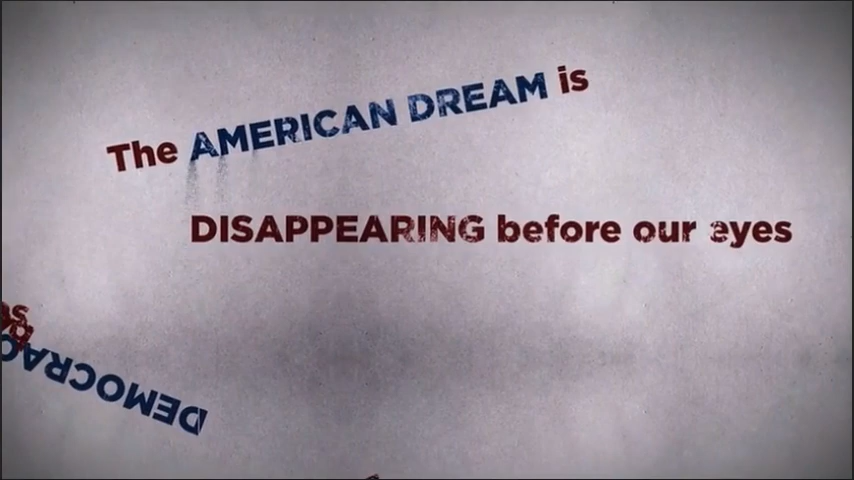 The AMERICAN DREAM is
DISAPPEARING before our eyes
DEMOCRAC